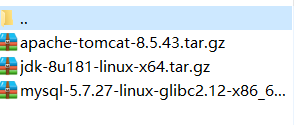 ..
apache-tomcat-8.5.43.tar.gz
jdk-8u181-linux-x64.tar.gz
mysql-5.7.27-linux-glibc2.12-x86_6...